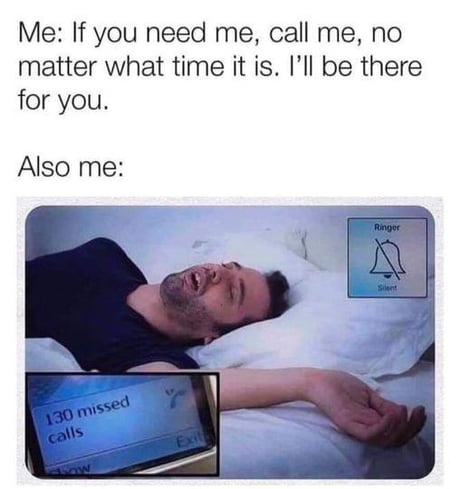 Me: If you need me, call me, no
matter what time it is. I'll be there
for you.
Also me:
Ringer
Silent
130 missed
calls
Exit